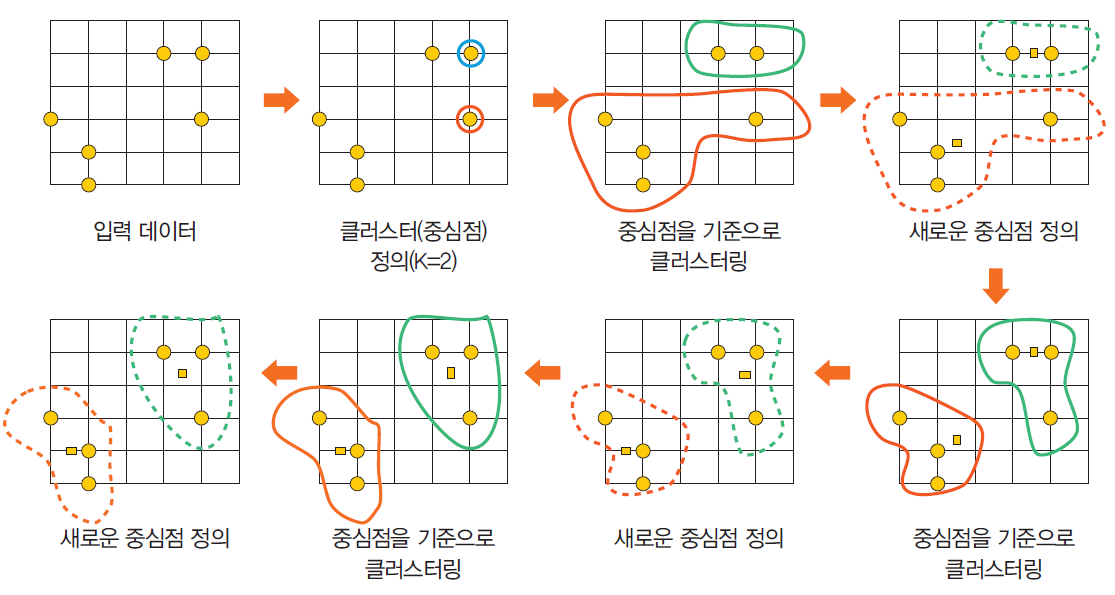 입력 데이터
클러스터(중심점)
정의(K=2)
중심점을 기준으로
클러스터링
새로운 중심점 정의
새로운 중심점 정의
중심점을 기준으로
클러스터링
새로운 중심점 정의
중심점을 기준으로
클러스터링